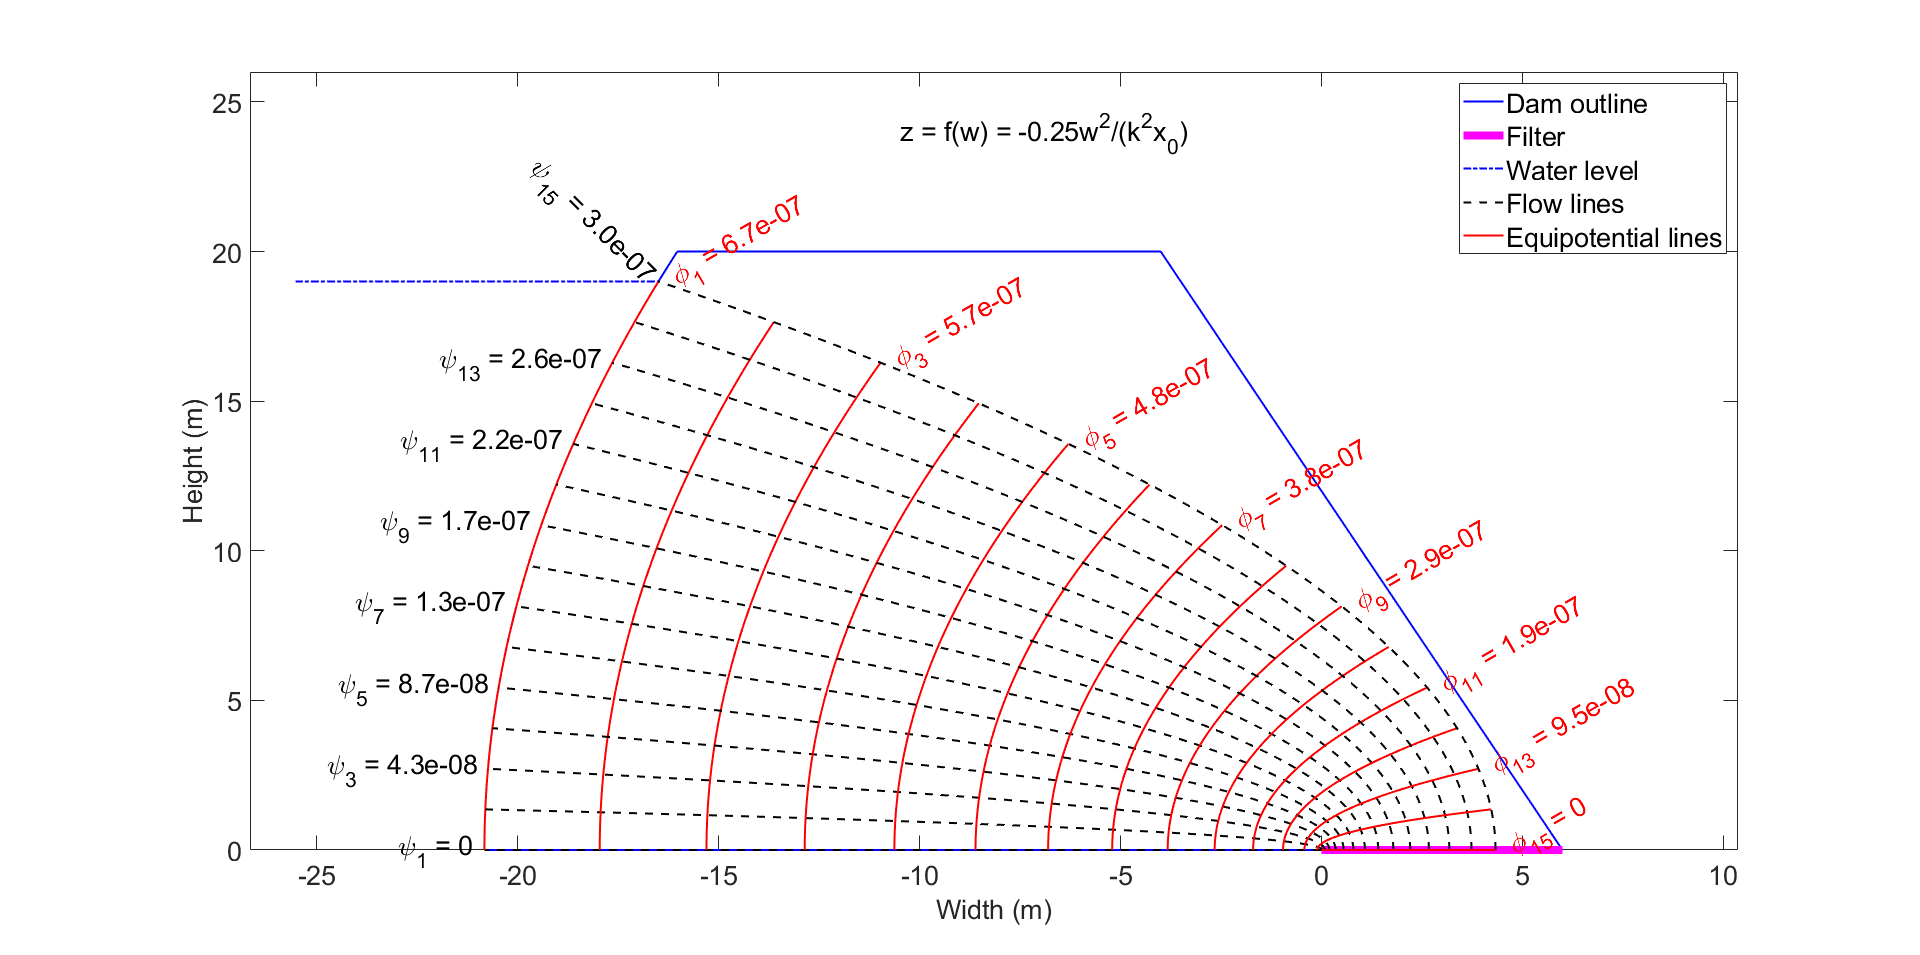 z = f(w) = -0.25w²/(k²x₀)
Dam outline
Filter
Water level
Flow lines
Equipotential lines
ψ₁₅ = 3.0e-07
ψ₁₃ = 2.6e-07
ψ₁₁ = 2.2e-07
ψ₉ = 1.7e-07
ψ₇ = 1.3e-07
ψ₅ = 8.7e-08
ψ₃ = 4.3e-08
ψ₁ = 0
ϕ₁ = 6.7e-07
ϕ₃ = 5.7e-07
ϕ₅ = 4.8e-07
ϕ₇ = 3.8e-07
ϕ₉ = 2.9e-07
ϕ₁₁ = 1.9e-07
ϕ₁₃ = 9.5e-08
ϕ₁₅ = 0
Height (m)
25
20
15
10
5
0
-25 -20 -15 -10 -5 0 5 10
Width (m)